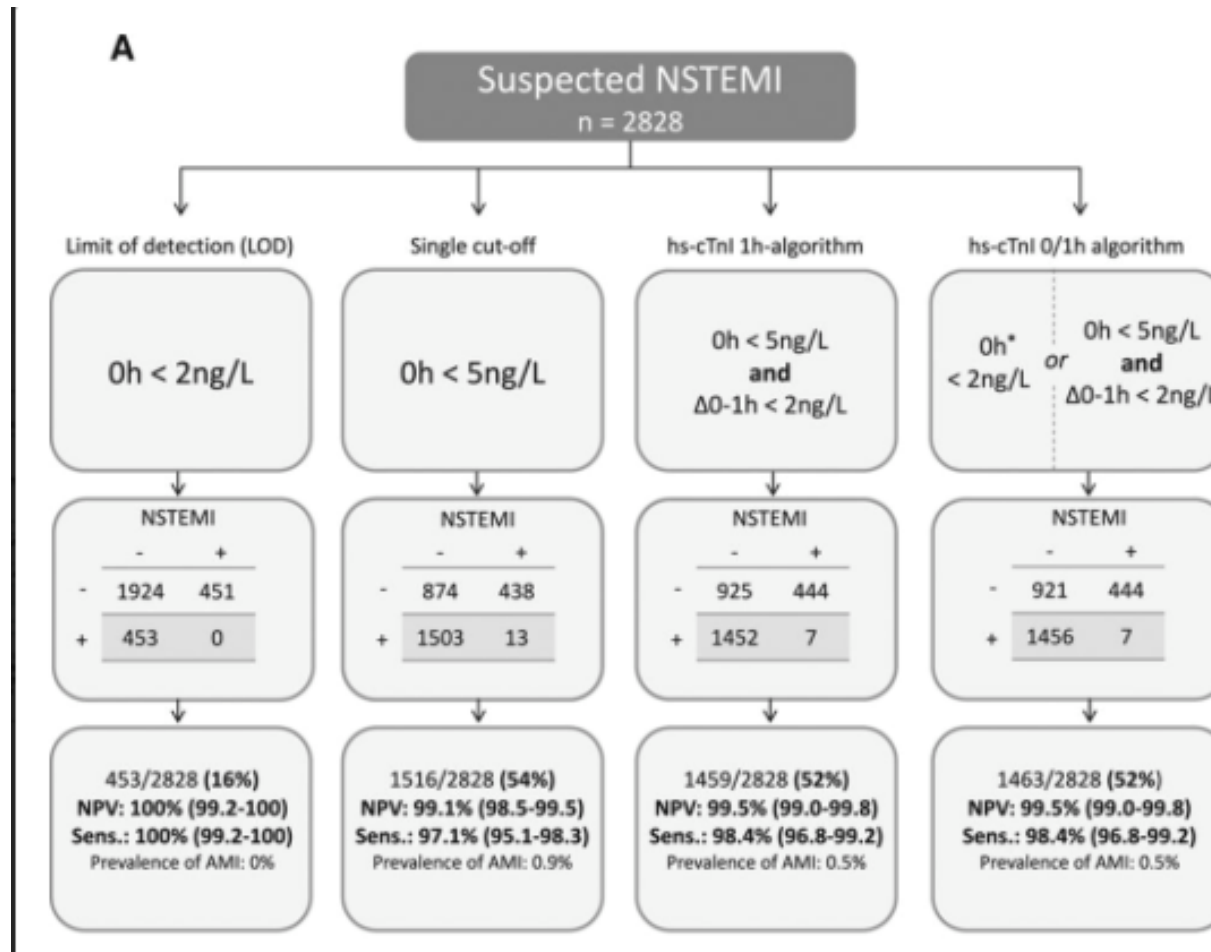 A
Suspected NSTEMI
n = 2828
Limit of detection (LOD)
0h < 2ng/L
NSTEMI
- +
- 1924 451
+ 453 0
453/2828 (16%)
NPV: 100% (99.2-100)
Sens.: 100% (99.2-100)
Prevalence of AMI: 0%
Single cut-off
0h < 5ng/L
NSTEMI
- +
- 874 438
+ 1503 13
1516/2828 (54%)
NPV: 99.1% (98.5-99.5)
Sens.: 97.1% (95.1-98.3)
Prevalence of AMI: 0.9%
hs-cTnI 1h-algorithm
0h < 5ng/L
and
Δ0-1h < 2ng/L
NSTEMI
- +
- 925 444
+ 1452 7
1459/2828 (52%)
NPV: 99.5% (99.0-99.8)
Sens.: 98.4% (96.8-99.2)
Prevalence of AMI: 0.5%
hs-cTnI 0/1h algorithm
0h*
< 2ng/L
or
0h < 5ng/L
and
Δ0-1h < 2ng/L
NSTEMI
- +
- 921 444
+ 1456 7
1463/2828 (52%)
NPV: 99.5% (99.0-99.8)
Sens.: 98.4% (96.8-99.2)
Prevalence of AMI: 0.5%